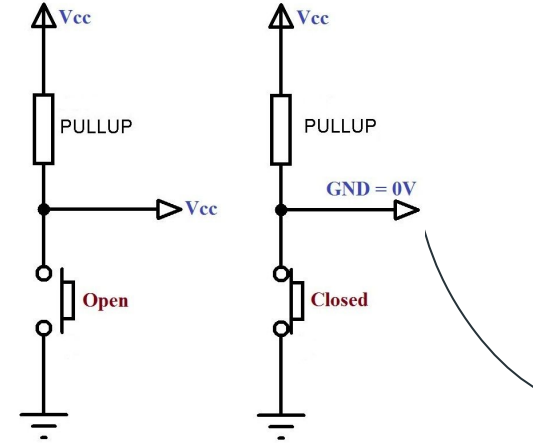 Vcc
Vcc
PULLUP
PULLUP
GND = 0V
Vcc
Open
Closed